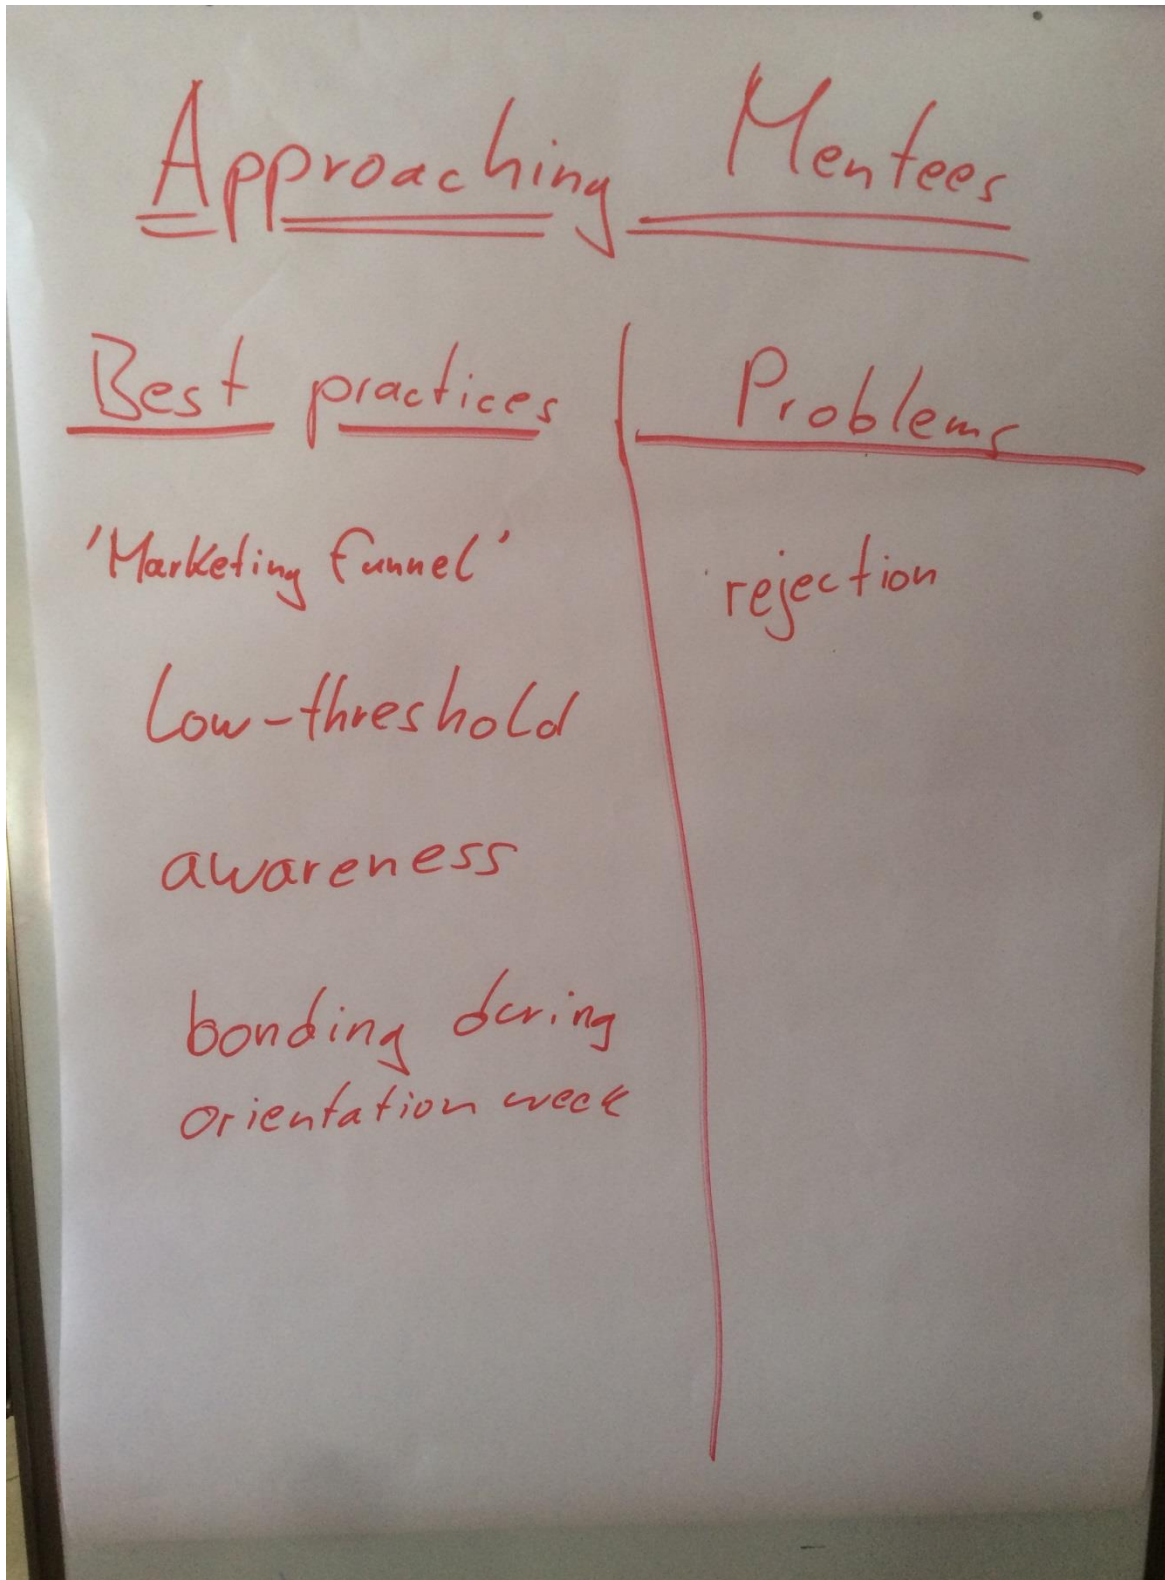 Approaching Mentees
Best practices
'Marketing funnel'
low-threshold
awareness
bonding during
orientation week
Problems
rejection